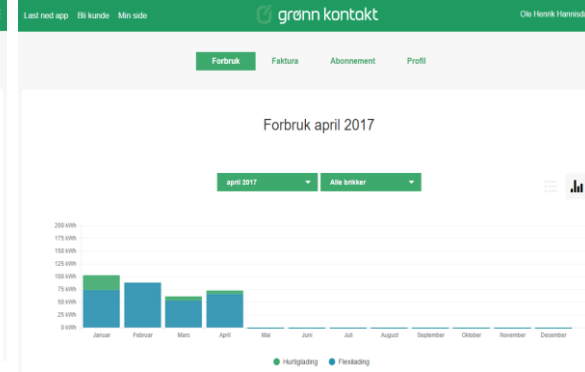 Last ned app Bli kunde Min side
grønn kontakt
Ole Henrik Hannisda
Forbruk Faktura Abonnement Profil
Forbruk april 2017
april 2017 Alle brikker
200 kWh
175 kWh
150 kWh
125 kWh
100 kWh
75 kWh
50 kWh
25 kWh
0 kWh
Januar Februar Mars April Mai Juni Juli August September Oktober November Desember
Hurtiglading Flexilading